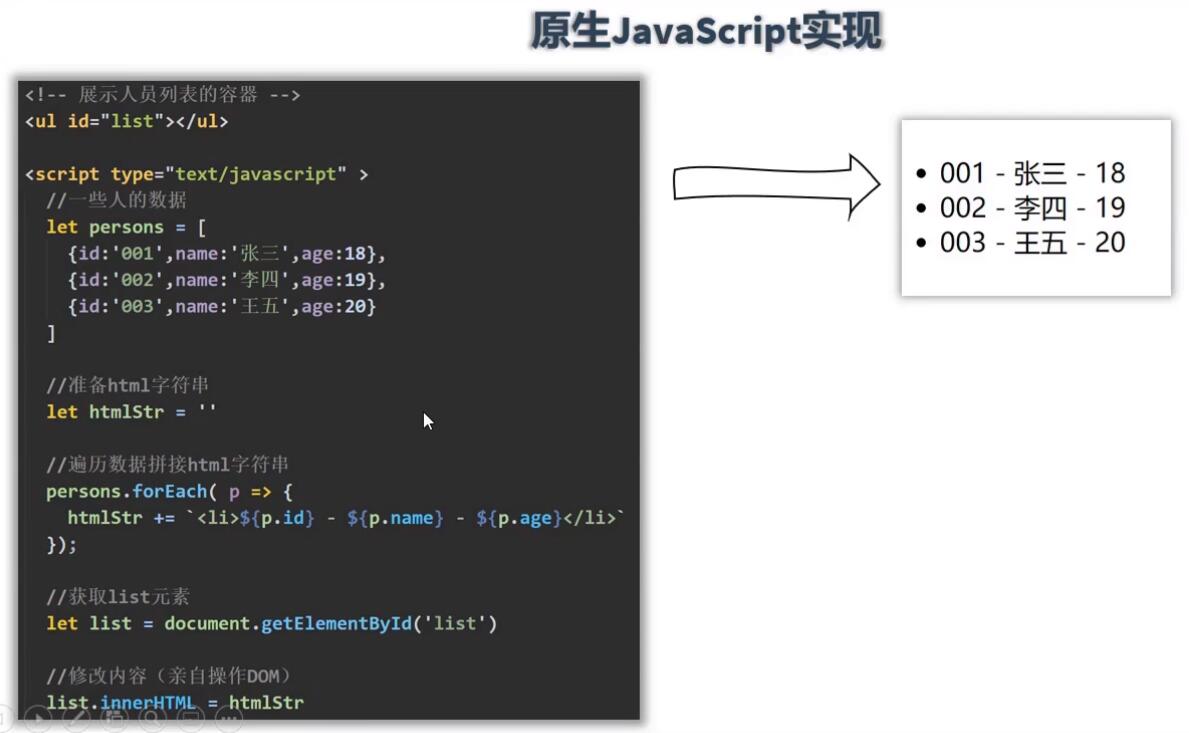 原生JavaScript实现
<!-- 展示人员列表的容器 -->
<ul id="list"></ul>
<script type="text/javascript" >
//一些人的数据
let persons = [
{id:'001',name:'张三',age:18},
{id:'002',name:'李四',age:19},
{id:'003',name:'王五',age:20}
]
//准备html字符串
let htmlStr = ''
//遍历数据拼接html字符串
persons.forEach( p => {
htmlStr += `<li>${p.id} - ${p.name} - ${p.age}</li>`
});
//获取list元素
let list = document.getElementById('list')
//修改内容（亲自操作DOM）
list.innerHTML = htmlStr
• 001 - 张三 - 18
• 002 - 李四 - 19
• 003 - 王五 - 20